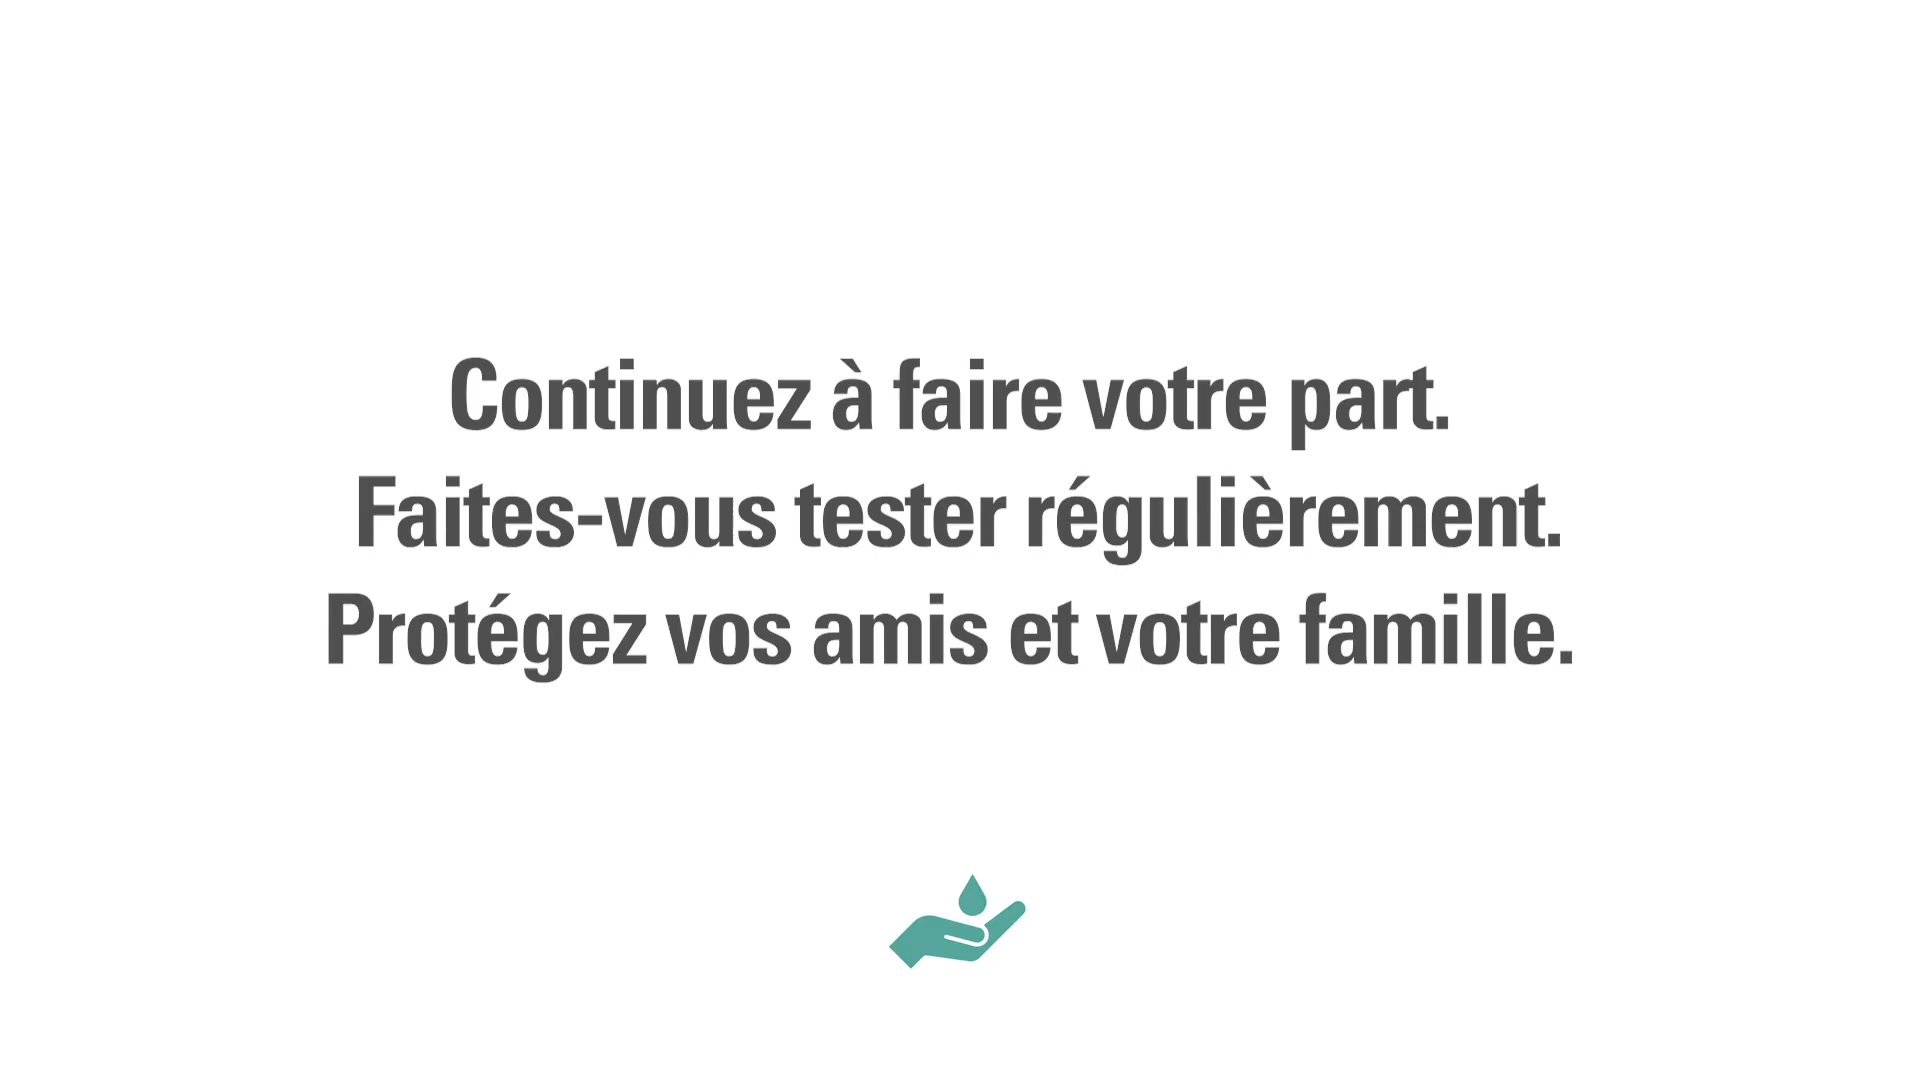 Continuez à faire votre part.
Faites-vous tester régulièrement.
Protégez vos amis et votre famille.